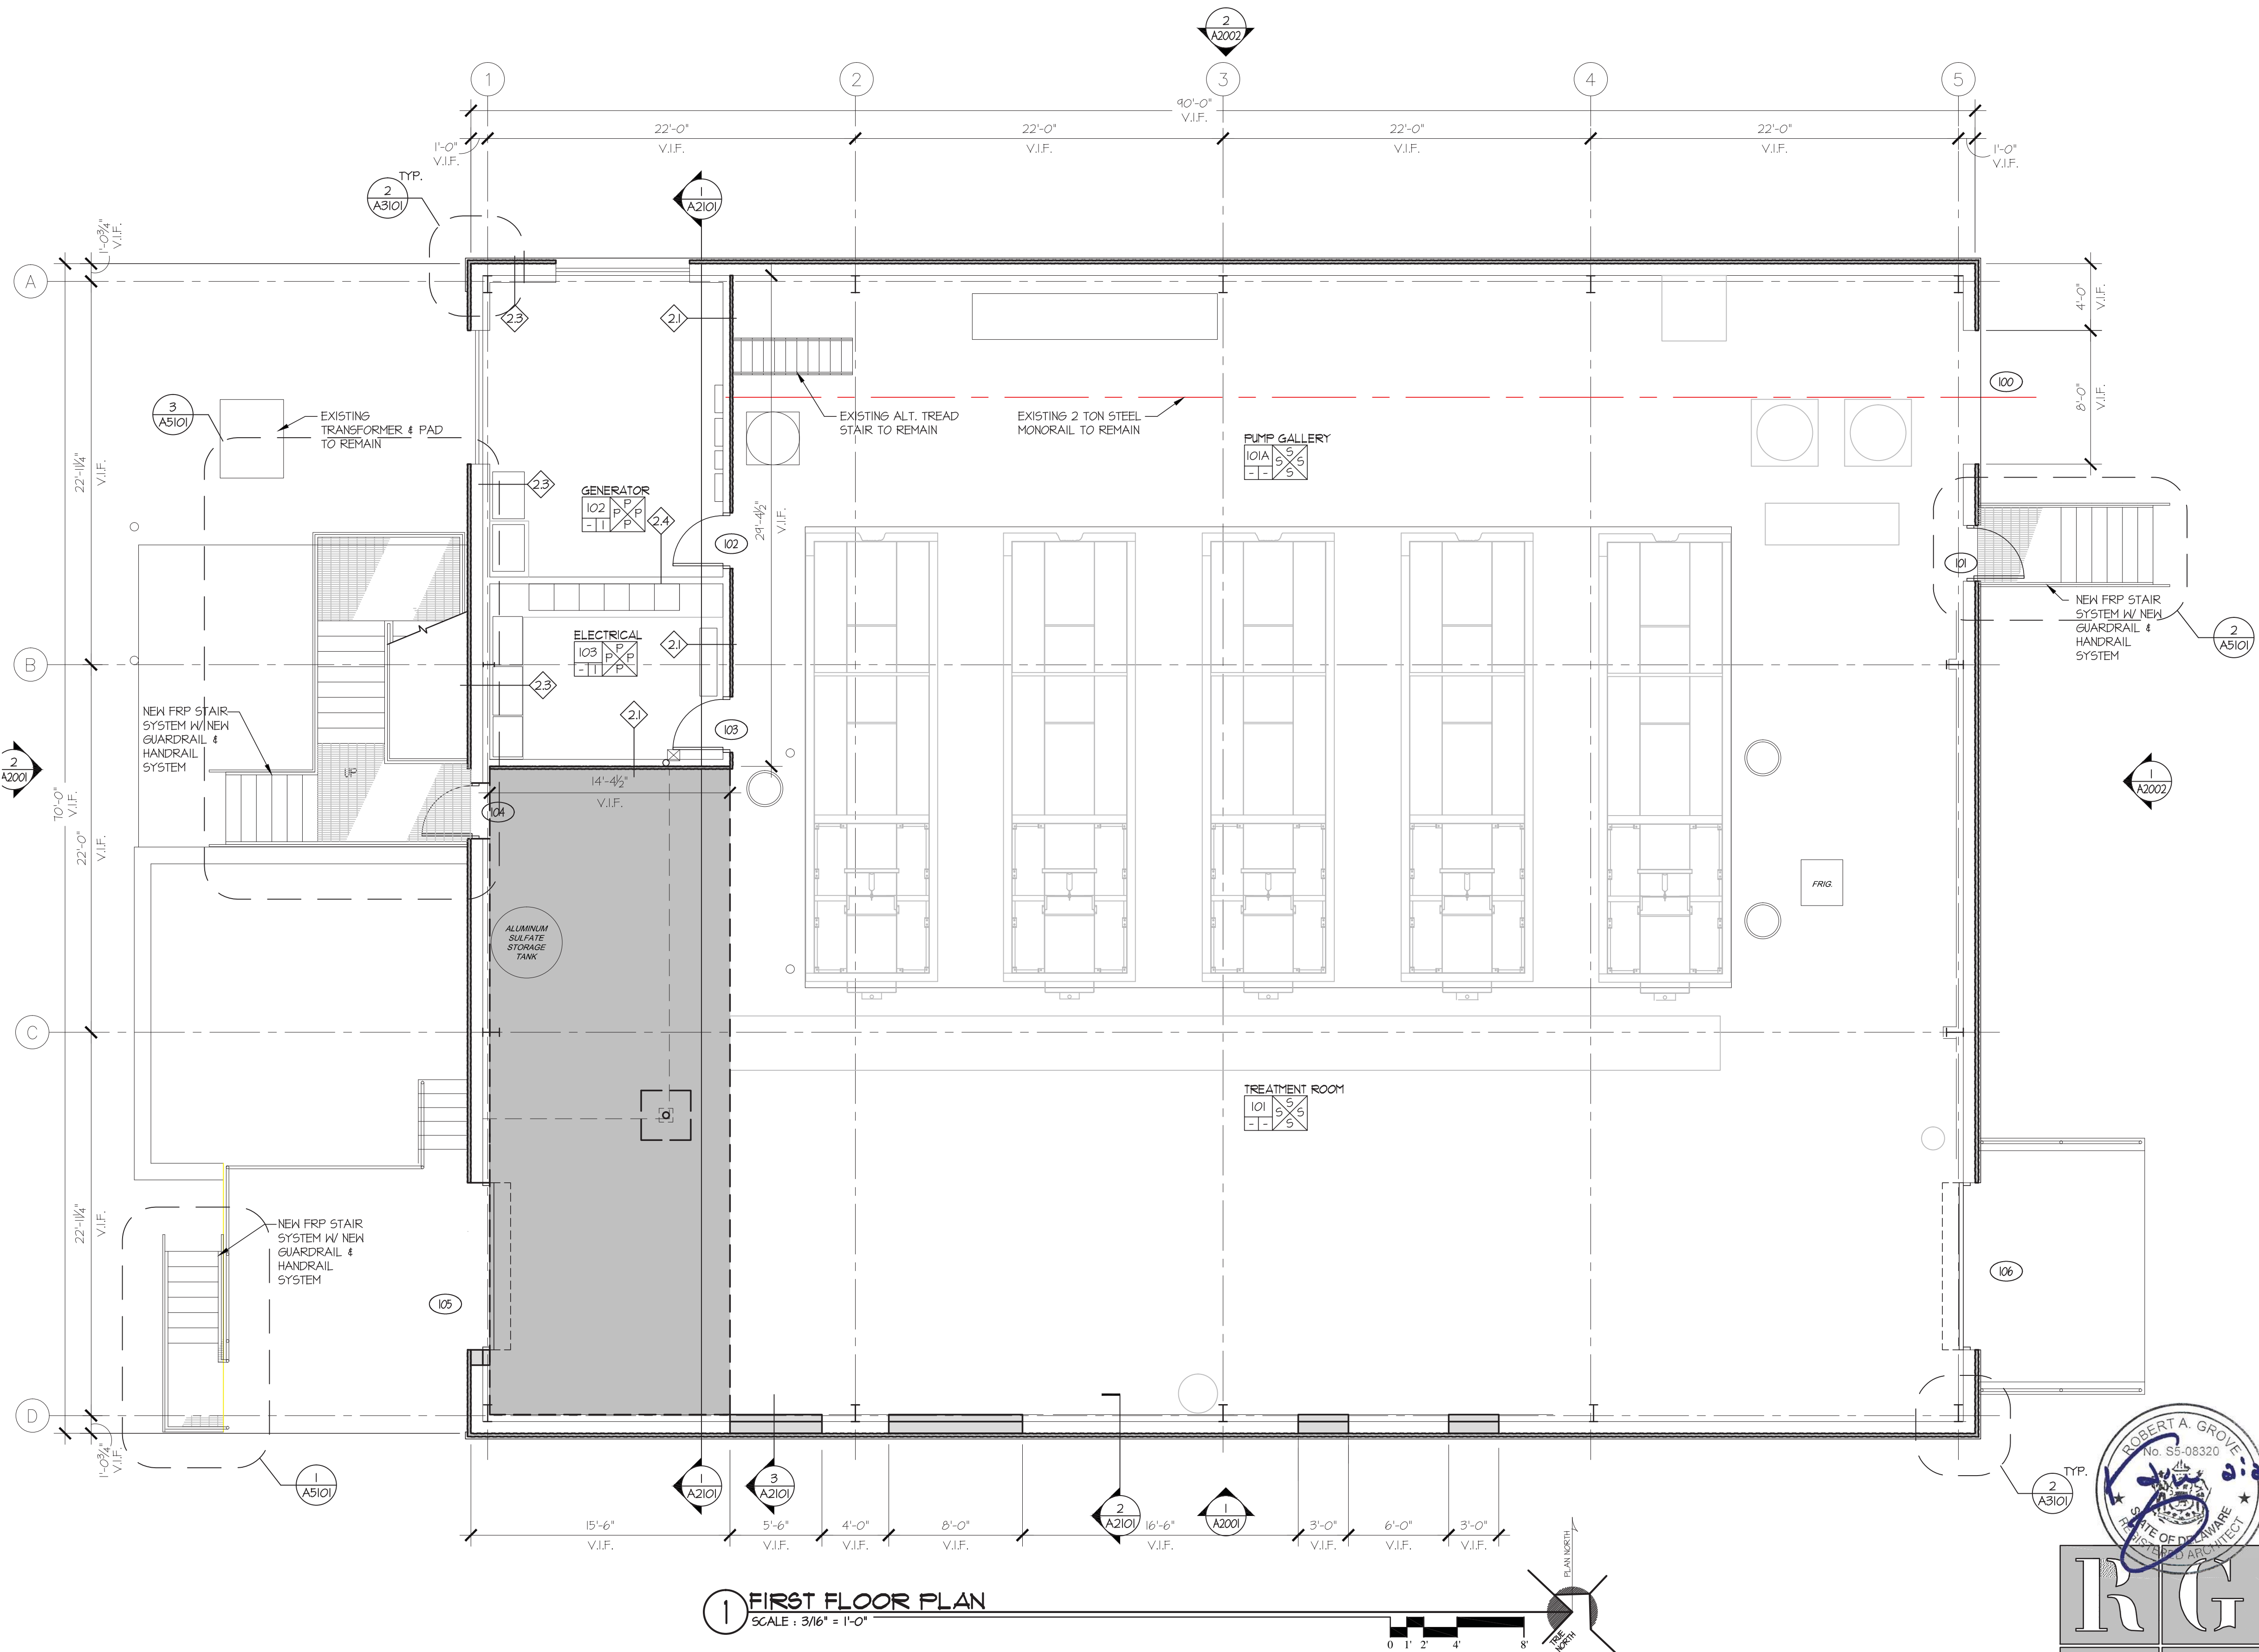 2
A2002
1
2
3
4
5
90'-0"
V.I.F.
22'-0"
V.I.F.
22'-0"
V.I.F.
22'-0"
V.I.F.
22'-0"
V.I.F.
1'-0"
V.I.F.
1'-0"
V.I.F.
TYP.
2
A3101
1
A2101
1'-0¾"
V.I.F.
A
4'-0"
V.I.F.
2.3
2.1
100
8'-0"
V.I.F.
3
A5101
EXISTING
TRANSFORMER & PAD
TO REMAIN
EXISTING ALT. TREAD
STAIR TO REMAIN
EXISTING 2 TON STEEL
MONORAIL TO REMAIN
PUMP GALLERY
101A
S
S S
S
- -
22'-11¼"
V.I.F.
2.3
GENERATOR
102
P
P P
P
- 1
2.4
29'-4½"
V.I.F.
102
101
NEW FRP STAIR
SYSTEM W/ NEW
GUARDRAIL &
HANDRAIL
SYSTEM
2
A5101
ELECTRICAL
103
P
P P
P
- 1
2.1
B
2.3
2.1
103
NEW FRP STAIR
SYSTEM W/ NEW
GUARDRAIL &
HANDRAIL
SYSTEM
UP
2
A2001
70'-0"
V.I.F.
22'-0"
V.I.F.
14'-4½"
V.I.F.
104
1
A2002
FRIG.
ALUMINUM
SULFATE
STORAGE
TANK
C
TREATMENT ROOM
101
S
S S
S
- -
22'-11¼"
V.I.F.
NEW FRP STAIR
SYSTEM W/ NEW
GUARDRAIL &
HANDRAIL
SYSTEM
105
106
D
1'-0¾"
V.I.F.
1
A5101
1
A2101
3
A2101
2
A2101
1
A2001
TYP.
2
A3101
15'-6"
V.I.F.
5'-6"
V.I.F.
4'-0"
V.I.F.
8'-0"
V.I.F.
16'-6"
V.I.F.
3'-0"
V.I.F.
6'-0"
V.I.F.
3'-0"
V.I.F.
ROBERT A. GROVE
No. S5-08320
STATE OF DELAWARE
REGISTERED ARCHITECT
PLAN NORTH
TRUE
NORTH
1 FIRST FLOOR PLAN
SCALE : 3/16" = 1'-0"
0 1' 2' 4' 8'
R G